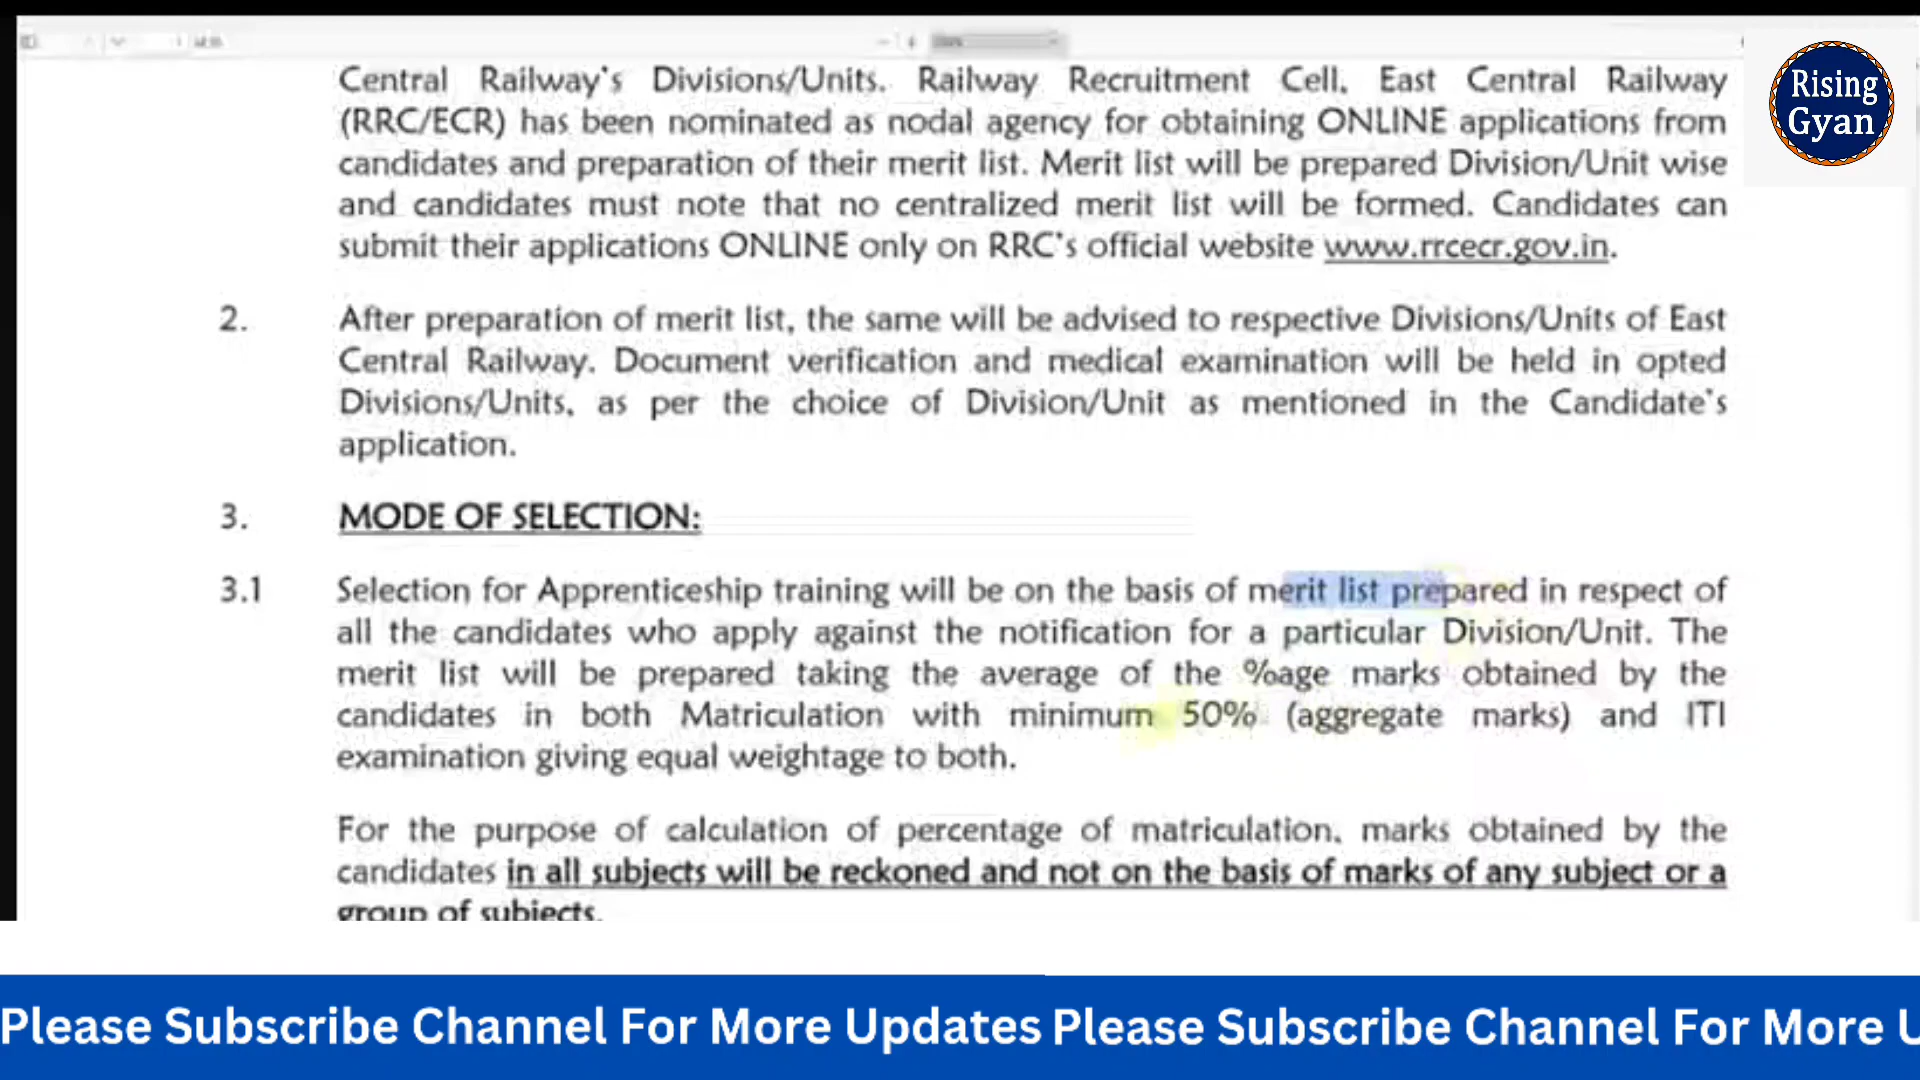 Rising
Gyan
Central Railway's Divisions/Units. Railway Recruitment Cell, East Central Railway
(RRC/ECR) has been nominated as nodal agency for obtaining ONLINE applications from
candidates and preparation of their merit list. Merit list will be prepared Division/Unit wise
and candidates must note that no centralized merit list will be formed. Candidates can
submit their applications ONLINE only on RRC's official website www.rrcecr.gov.in.
2. After preparation of merit list, the same will be advised to respective Divisions/Units of East
Central Railway. Document verification and medical examination will be held in opted
Divisions/Units, as per the choice of Division/Unit as mentioned in the Candidate's
application.
3. MODE OF SELECTION:
3.1 Selection for Apprenticeship training will be on the basis of merit list prepared in respect of
all the candidates who apply against the notification for a particular Division/Unit. The
merit list will be prepared taking the average of the %age marks obtained by the
candidates in both Matriculation with minimum 50% (aggregate marks) and ITI
examination giving equal weightage to both.
For the purpose of calculation of percentage of matriculation, marks obtained by the
candidates in all subjects will be reckoned and not on the basis of marks of any subject or a
group of subjects.
Please Subscribe Channel For More Updates Please Subscribe Channel For More U